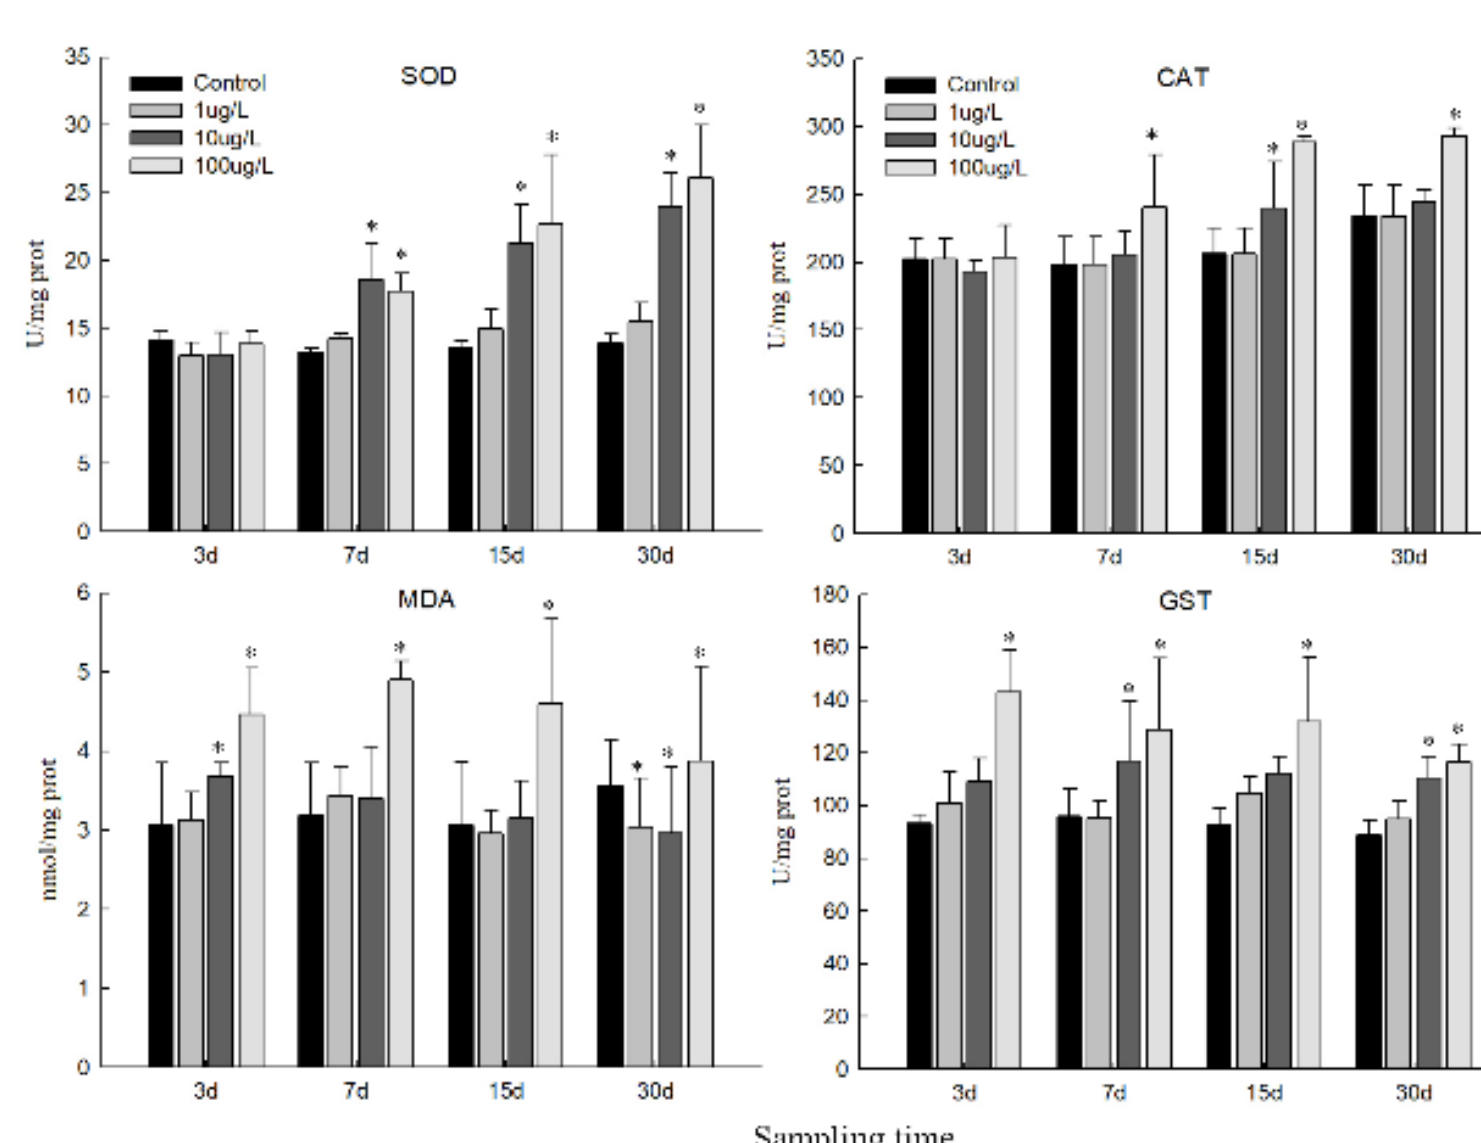 SOD
35
30
25
20
15
10
5
0
U/mg prot
Control
1ug/L
10ug/L
100ug/L
* * * * * *
3d 7d 15d 30d
CAT
350
300
250
200
150
100
50
0
U/mg prot
Control
1ug/L
10ug/L
100ug/L
* * * *
3d 7d 15d 30d
MDA
6
5
4
3
2
1
0
nmol/mg prot
* * * * * * *
3d 7d 15d 30d
GST
180
160
140
120
100
80
60
40
20
0
U/mg prot
* * * * * *
3d 7d 15d 30d
Sampling time